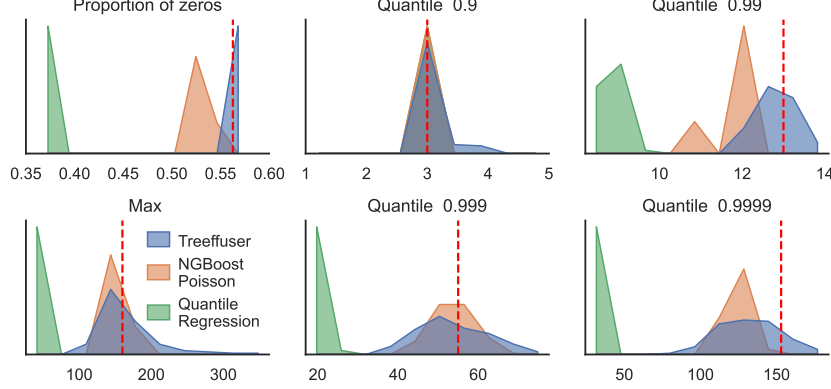 Proportion of zeros
Quantile 0.9
Quantile 0.99
0.35 0.40 0.45 0.50 0.55 0.60
1 2 3 4 5
10 12 14
Max
Quantile 0.999
Quantile 0.9999
Treeffuser
NGBoost
Poisson
Quantile
Regression
100 200 300
20 40 60
50 100 150